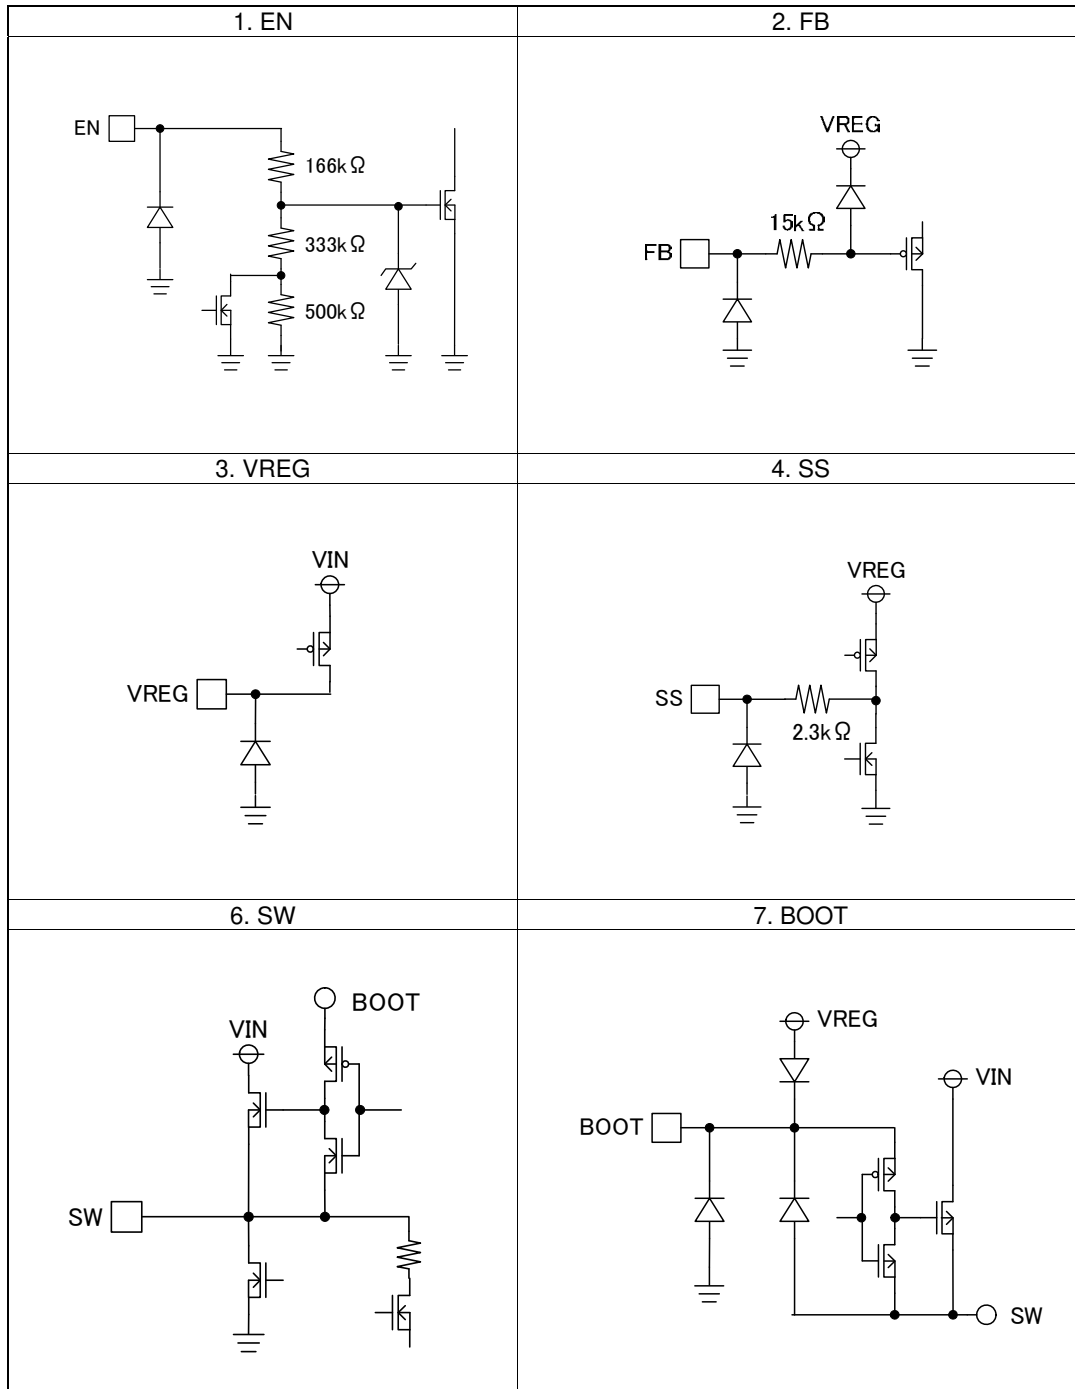 1. EN
2. FB
EN
166kΩ
333kΩ
500kΩ
VREG
15kΩ
FB
3. VREG
4. SS
VIN
VREG
VREG
SS
2.3kΩ
6. SW
7. BOOT
BOOT
VIN
SW
VREG
VIN
BOOT
SW